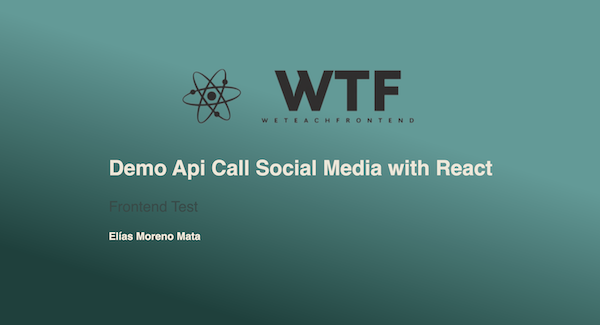 WTF
WETEACHFRONTEND
Demo Api Call Social Media with React
Frontend Test
Elías Moreno Mata